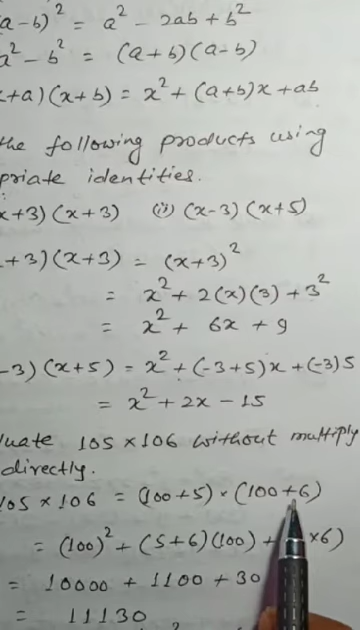 a-b)² = a² - 2ab + b²
a² - b² = (a+b)(a-b)
x+a)(x+b) = x² + (a+b)x + ab
the following products using
priate identities.
x+3)(x+3) (ii) (x-3)(x+5)
+3)(x+3) = (x+3)²
= x² + 2(x)(3) + 3²
= x² + 6x + 9
-3)(x+5) = x² + (-3+5)x + (-3)5
= x² + 2x - 15
uate 105 × 106 without multiply
directly.
105 × 106 = (100+5) · (100+6)
= (100)² + (5+6)(100) + ×6)
= 10000 + 1100 + 30
= 11130